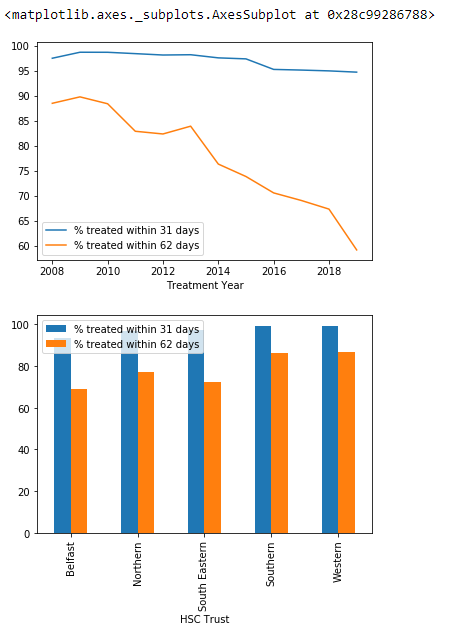 <matplotlib.axes._subplots.AxesSubplot at 0x28c99286788>
100
95
90
85
80
75
70
65
60
% treated within 31 days
% treated within 62 days
2008 2010 2012 2014 2016 2018
Treatment Year
100
80
60
40
20
0
% treated within 31 days
% treated within 62 days
Belfast
Northern
South Eastern
Southern
Western
HSC Trust